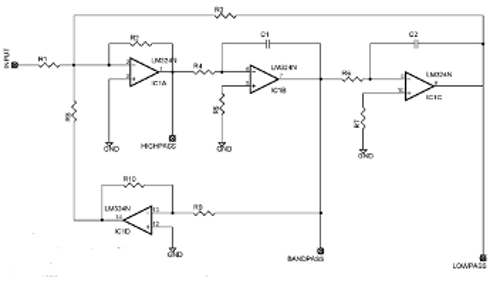 R3
R2
C1
C2
INPUT
R1
LM324N
IC1A
R4
LM324N
IC1B
R6
LM324N
IC1C
R5
R7
GND
HIGHPASS
GND
GND
R10
LM324N
IC1D
R9
GND
BANDPASS
LOWPASS